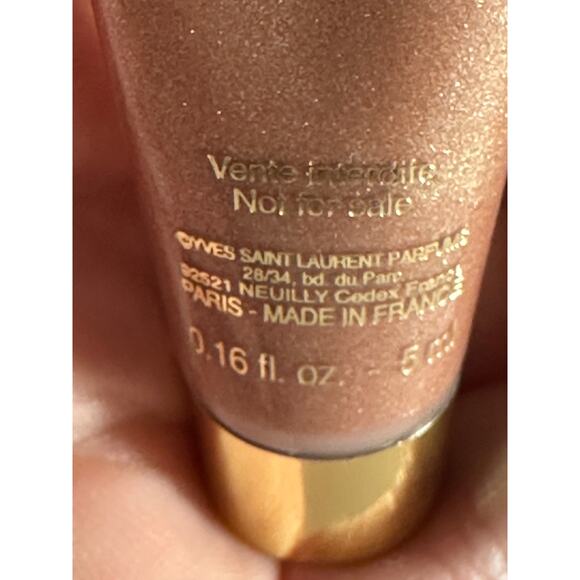 Vente interdite
Not for sale
©YVES SAINT LAURENT PARFUMS
28/34, bd. du Parc
92521 NEUILLY Cedex France
PARIS - MADE IN FRANCE
0.16 fl. oz. - 5 ml